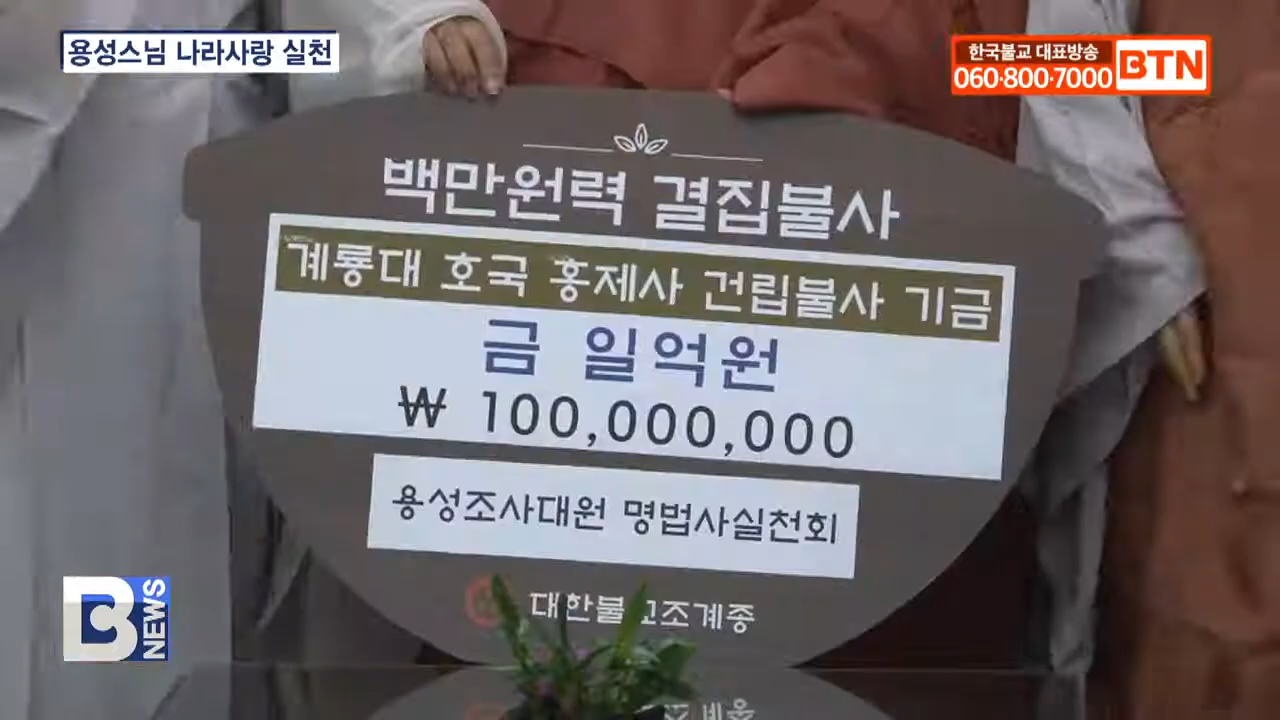 용성스님 나라사랑 실천
한국불교 대표방송
060·800·7000
BTN
백만원력 결집불사
계룡대 호국 홍제사 건립불사 기금
금 일억원
₩ 100,000,000
용성조사대원 명법사실천회
대한불교조계종
B NEWS